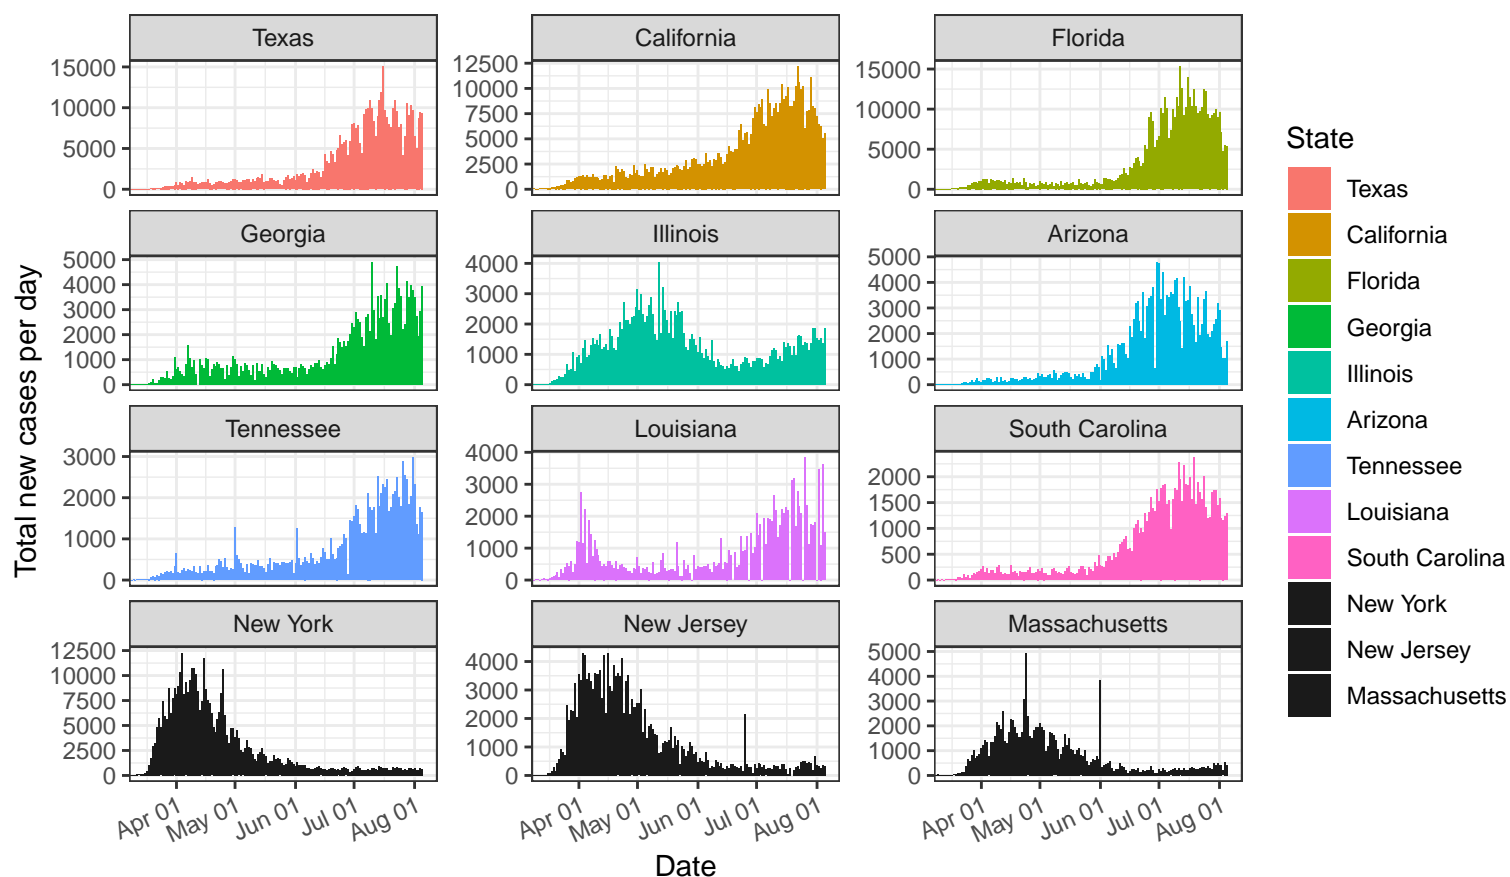 Texas
California
Florida
15000
10000
5000
0
12500
10000
7500
5000
2500
0
15000
10000
5000
0
Georgia
Illinois
Arizona
5000
4000
3000
2000
1000
0
4000
3000
2000
1000
0
5000
4000
3000
2000
1000
0
Tennessee
Louisiana
South Carolina
3000
2000
1000
0
4000
3000
2000
1000
0
2000
1500
1000
500
0
New York
New Jersey
Massachusetts
12500
10000
7500
5000
2500
0
4000
3000
2000
1000
0
5000
4000
3000
2000
1000
0
Apr 01 May 01 Jun 01 Jul 01 Aug 01
Apr 01 May 01 Jun 01 Jul 01 Aug 01
Apr 01 May 01 Jun 01 Jul 01 Aug 01
Date
Total new cases per day
State
Texas
California
Florida
Georgia
Illinois
Arizona
Tennessee
Louisiana
South Carolina
New York
New Jersey
Massachusetts